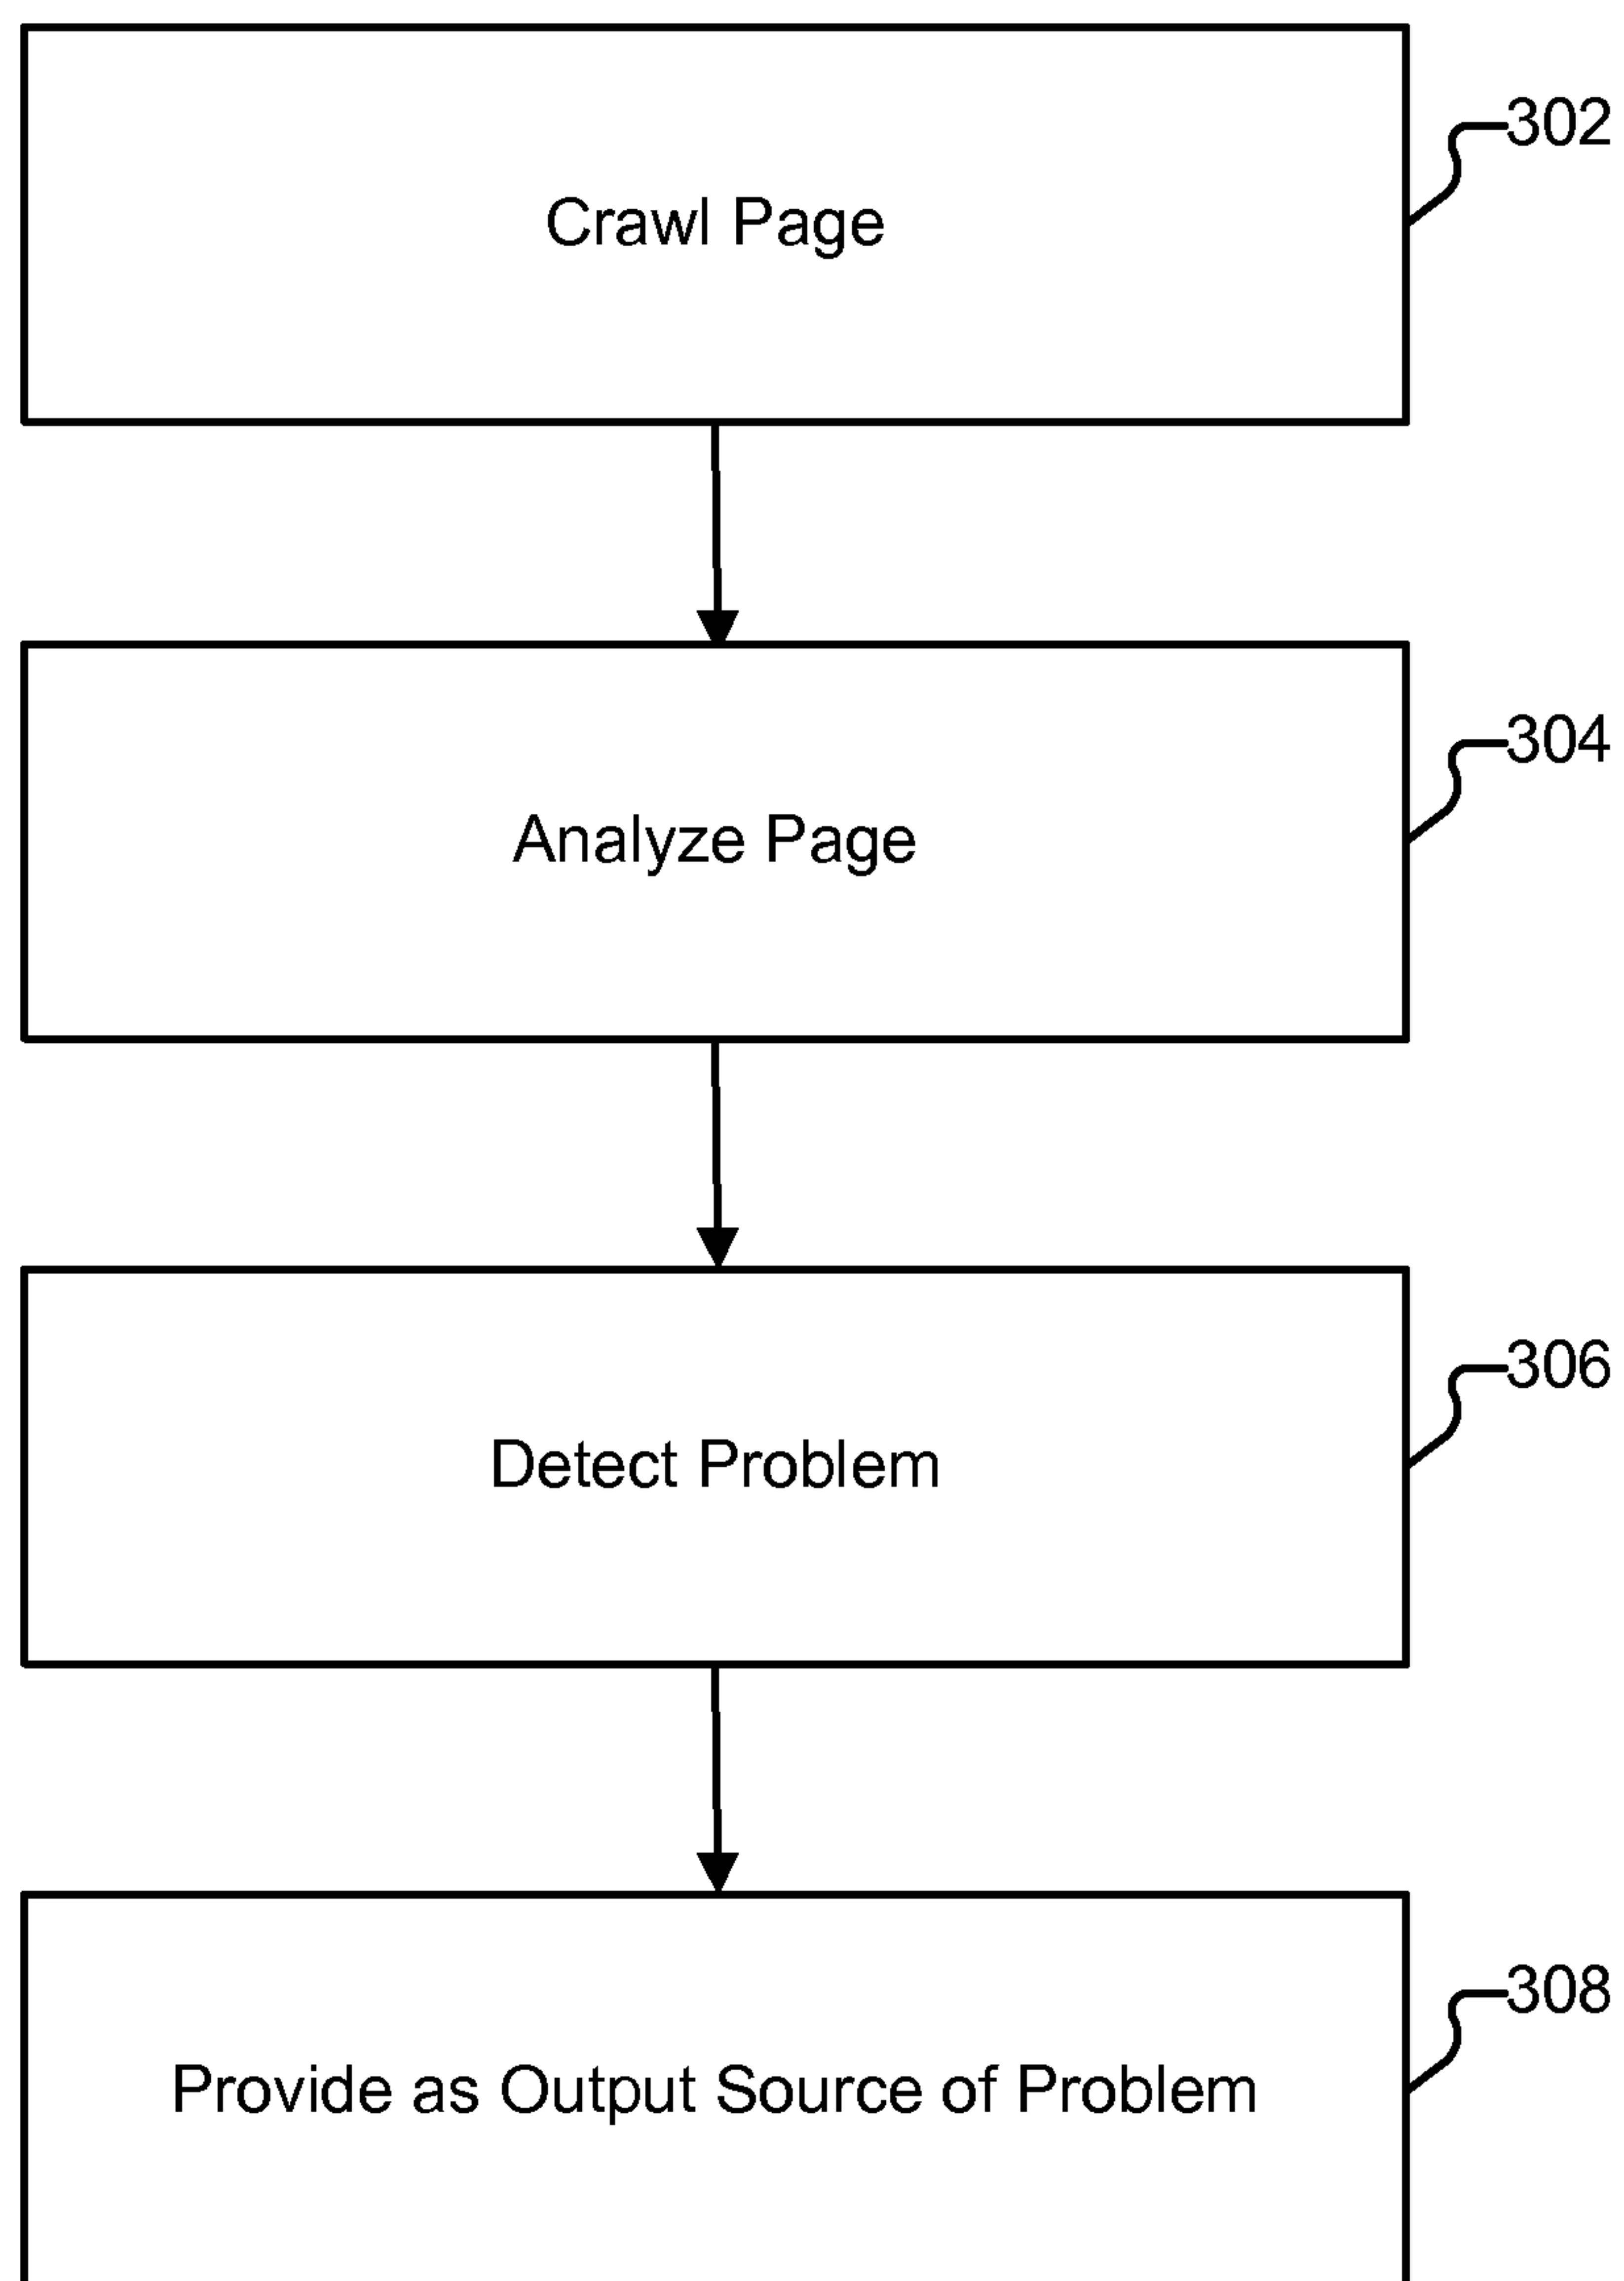 302
Crawl Page
304
Analyze Page
306
Detect Problem
308
Provide as Output Source of Problem